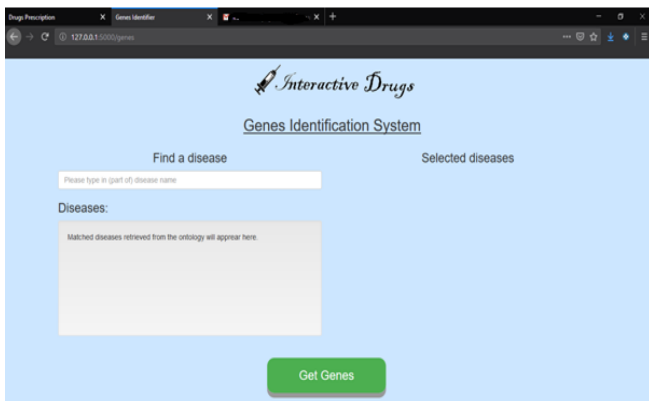 Drugs Prescription
Genes Identifier
127.0.0.1:5000/genes
Interactive Drugs
Genes Identification System
Find a disease
Selected diseases
Please type in (part of) disease name
Diseases:
Matched diseases retrieved from the ontology will apprear here.
Get Genes